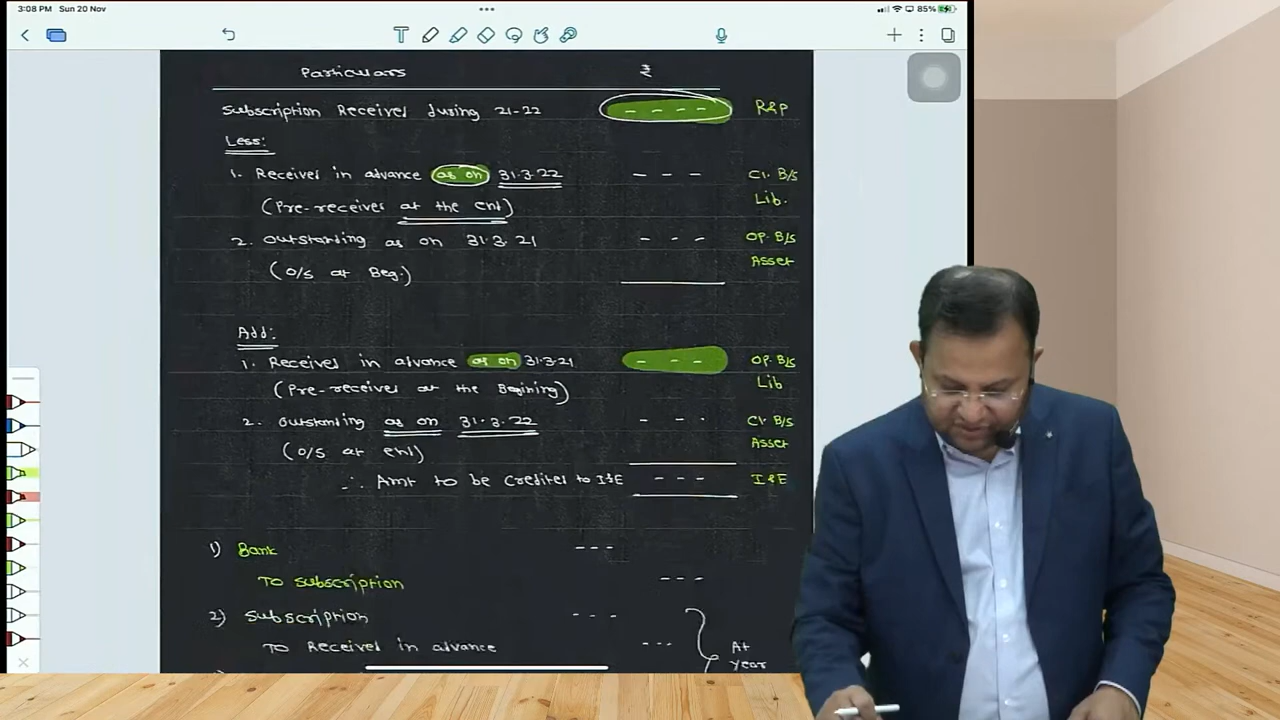 3:08 PM Sun 20 Nov
85%
Particulars ₹
Subscription Received during 21-22 - - - - R&P
Less:
1. Received in advance as on 31.3.22 - - - Cl. B/s
(Pre-received at the end) Lib.
2. Outstanding as on 31.3.21 - - - OP. B/s
(O/s at Beg.) Asset
Add:
1. Received in advance as on 31.3.21 - - - OP. B/s
(Pre-received at the Begining) Lib
2. Outstanding as on 31.3.22 - - - Cl. B/s
(O/s at end) Asset
∴ Amt to be credited to I&E - - - I&E
1) Bank - - -
To subscription - - -
2) Subscription - - -
To Received in advance - - - At
year